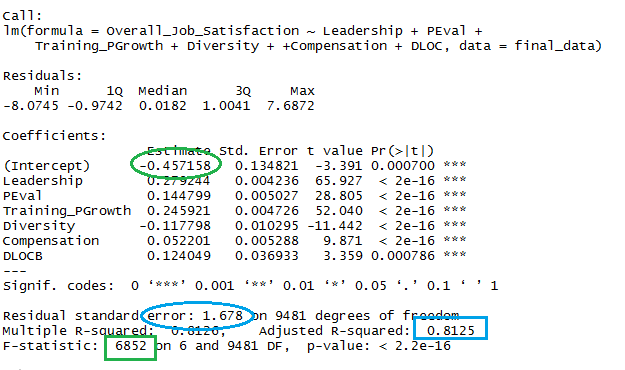 Call:
lm(formula = Overall_Job_Satisfaction ~ Leadership + PEval +
Training_PGrowth + Diversity + +Compensation + DLOC, data = final_data)
Residuals:
Min 1Q Median 3Q Max
-8.0745 -0.9742 0.0182 1.0041 7.6872
Coefficients:
Estimate Std. Error t value Pr(>|t|)
(Intercept) -0.457158 0.134821 -3.391 0.000700 ***
Leadership 0.279244 0.004236 65.927 < 2e-16 ***
PEval 0.144799 0.005027 28.805 < 2e-16 ***
Training_PGrowth 0.245921 0.004726 52.040 < 2e-16 ***
Diversity -0.117798 0.010295 -11.442 < 2e-16 ***
Compensation 0.052201 0.005288 9.871 < 2e-16 ***
DLOCB 0.124049 0.036933 3.359 0.000786 ***
---
Signif. codes: 0 ‘***’ 0.001 ‘**’ 0.01 ‘*’ 0.05 ‘.’ 0.1 ‘ ’ 1
Residual standard error: 1.678 on 9481 degrees of freedom
Multiple R-squared: 0.8126, Adjusted R-squared: 0.8125
F-statistic: 6852 on 6 and 9481 DF, p-value: < 2.2e-16